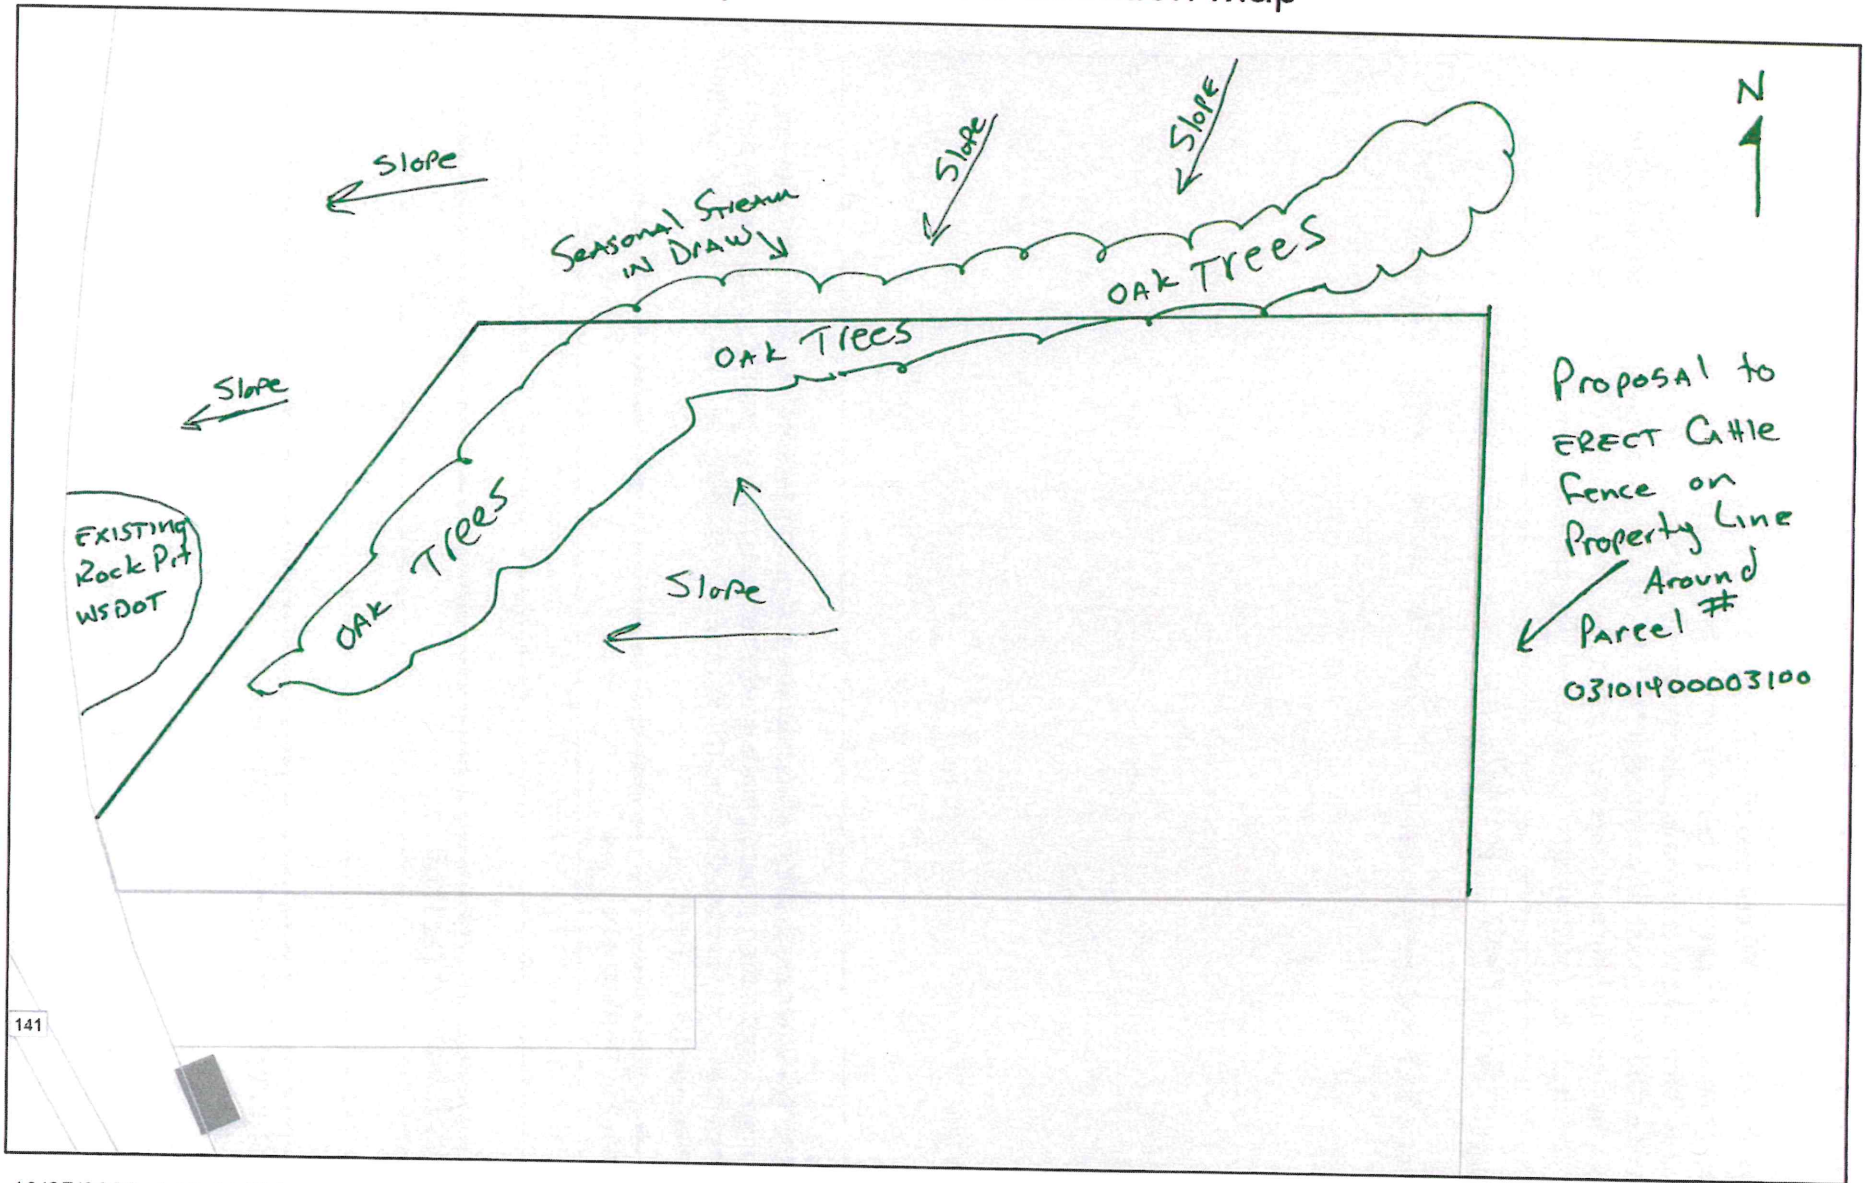 Map
N
Slope
Slope
Slope
Seasonal Stream
in Draw
Oak Trees
Oak Trees
Slope
Existing
Rock Pit
WSDOT
Oak Trees
Slope
Proposal to
Erect Cattle
Fence on
Property Line
Around
Parcel #
03101400003100
141